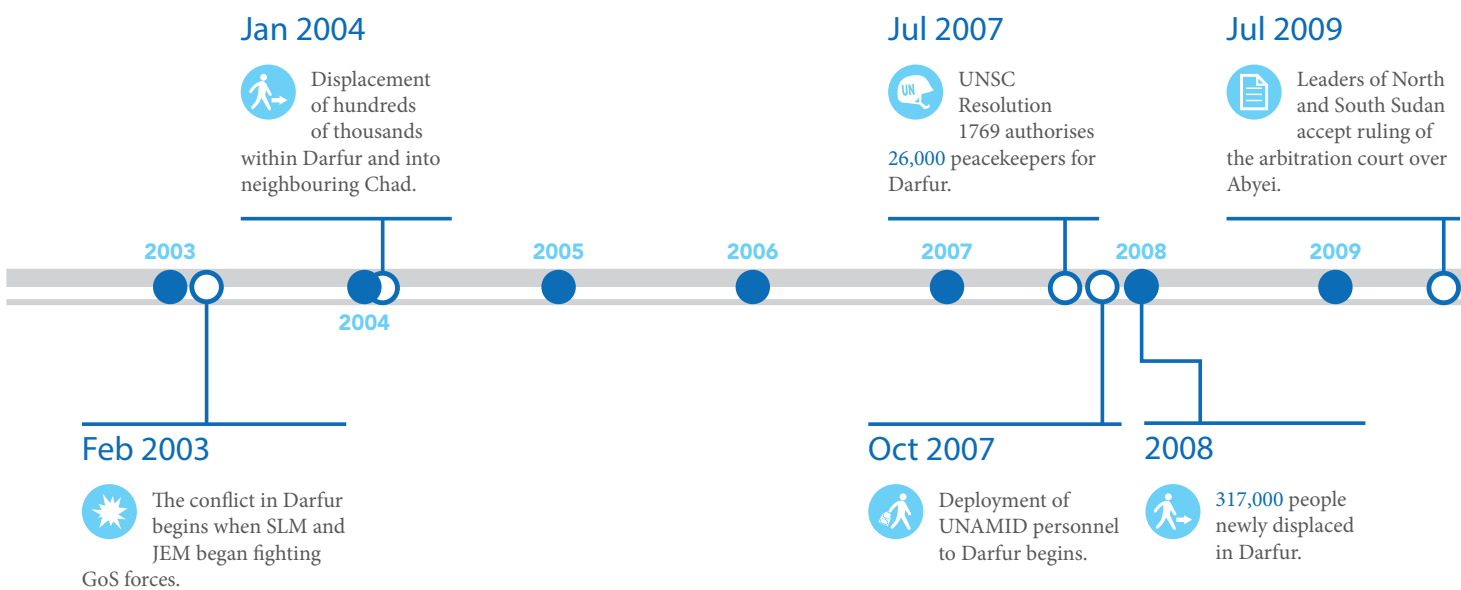 Jan 2004
Displacement
of hundreds
of thousands
within Darfur and into
neighbouring Chad.
Jul 2007
UN
UNSC
Resolution
1769 authorises
26,000 peacekeepers for
Darfur.
Jul 2009
Leaders of North
and South Sudan
accept ruling of
the arbitration court over
Abyei.
2003
2004
2005
2006
2007
2008
2009
Feb 2003
The conflict in Darfur
begins when SLM and
JEM began fighting
GoS forces.
Oct 2007
Deployment of
UNAMID personnel
to Darfur begins.
2008
317,000 people
newly displaced
in Darfur.